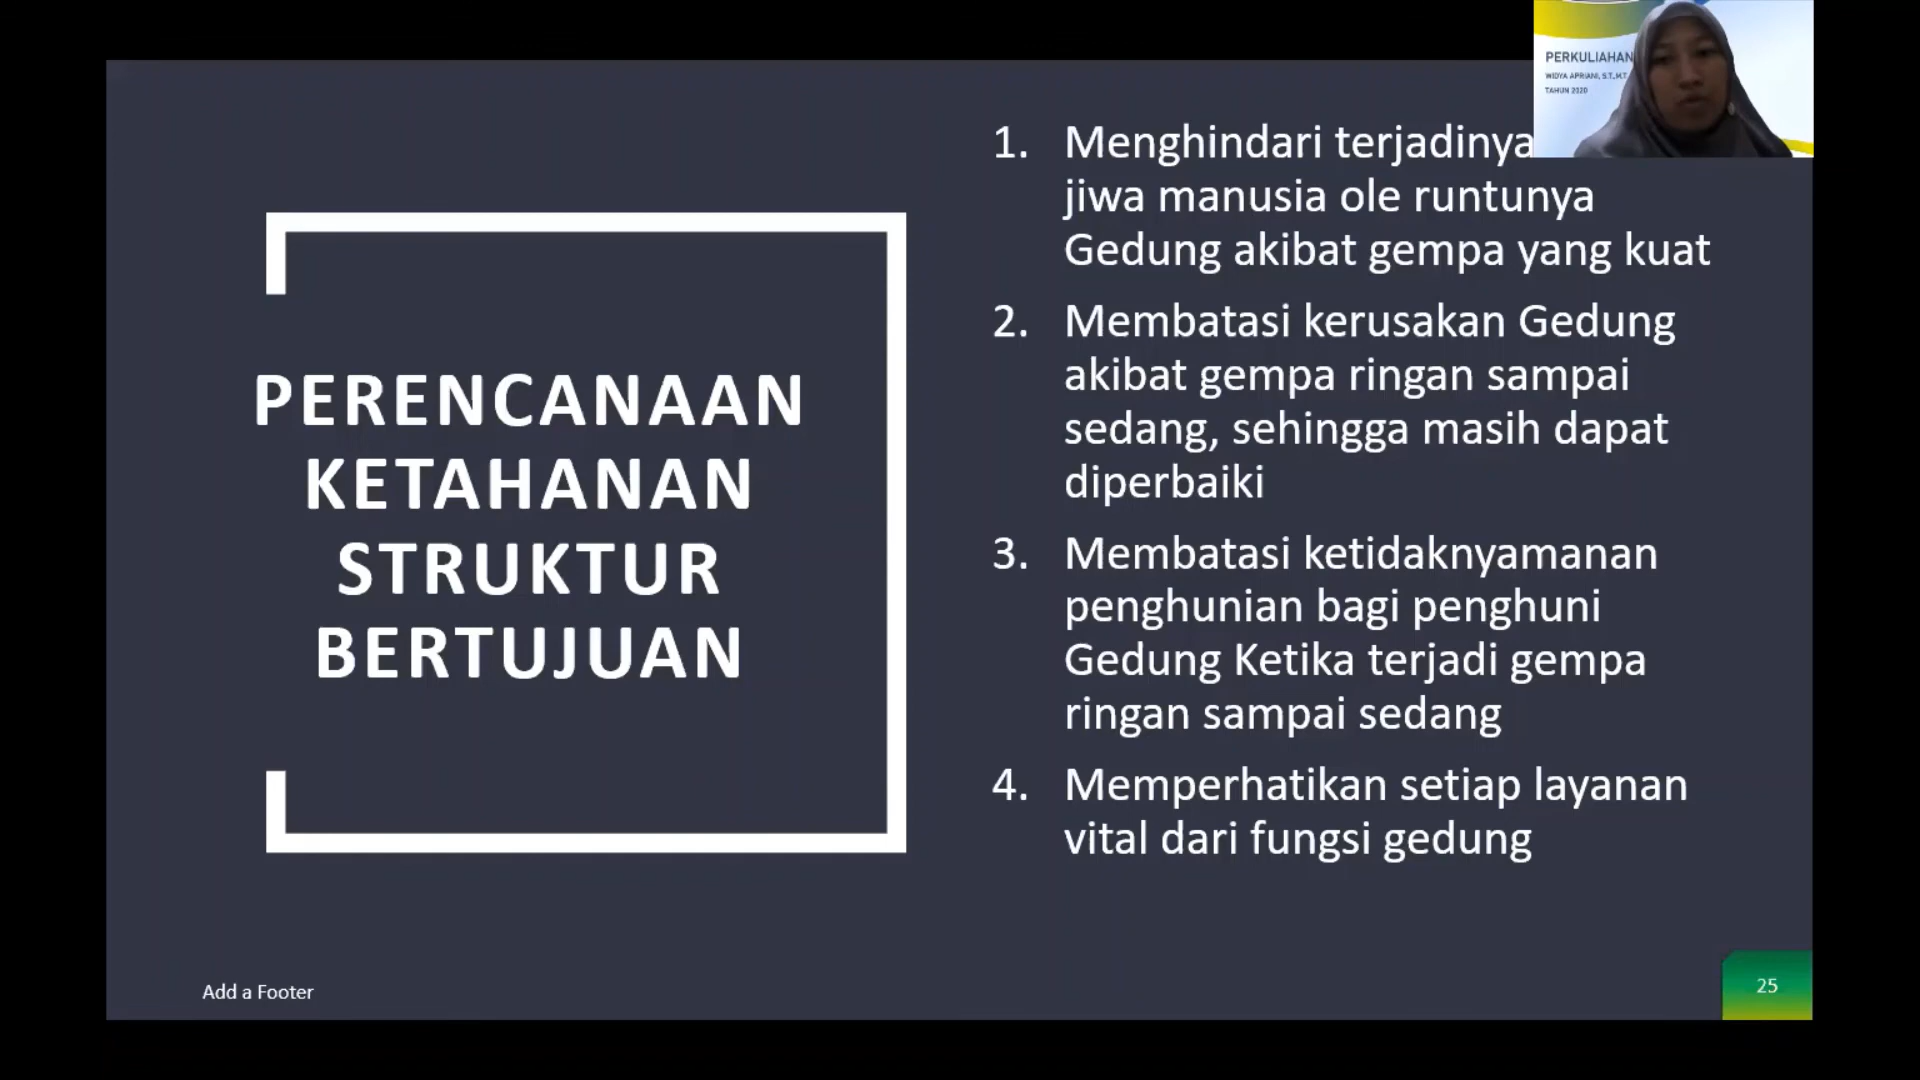 PERKULIAHAN
WIDYA APRIANI, S.T.,M.T
TAHUN 2020
PERENCANAAN
KETAHANAN
STRUKTUR
BERTUJUAN
1. Menghindari terjadinya
jiwa manusia ole runtunya
Gedung akibat gempa yang kuat
2. Membatasi kerusakan Gedung
akibat gempa ringan sampai
sedang, sehingga masih dapat
diperbaiki
3. Membatasi ketidaknyamanan
penghunian bagi penghuni
Gedung Ketika terjadi gempa
ringan sampai sedang
4. Memperhatikan setiap layanan
vital dari fungsi gedung
Add a Footer
25